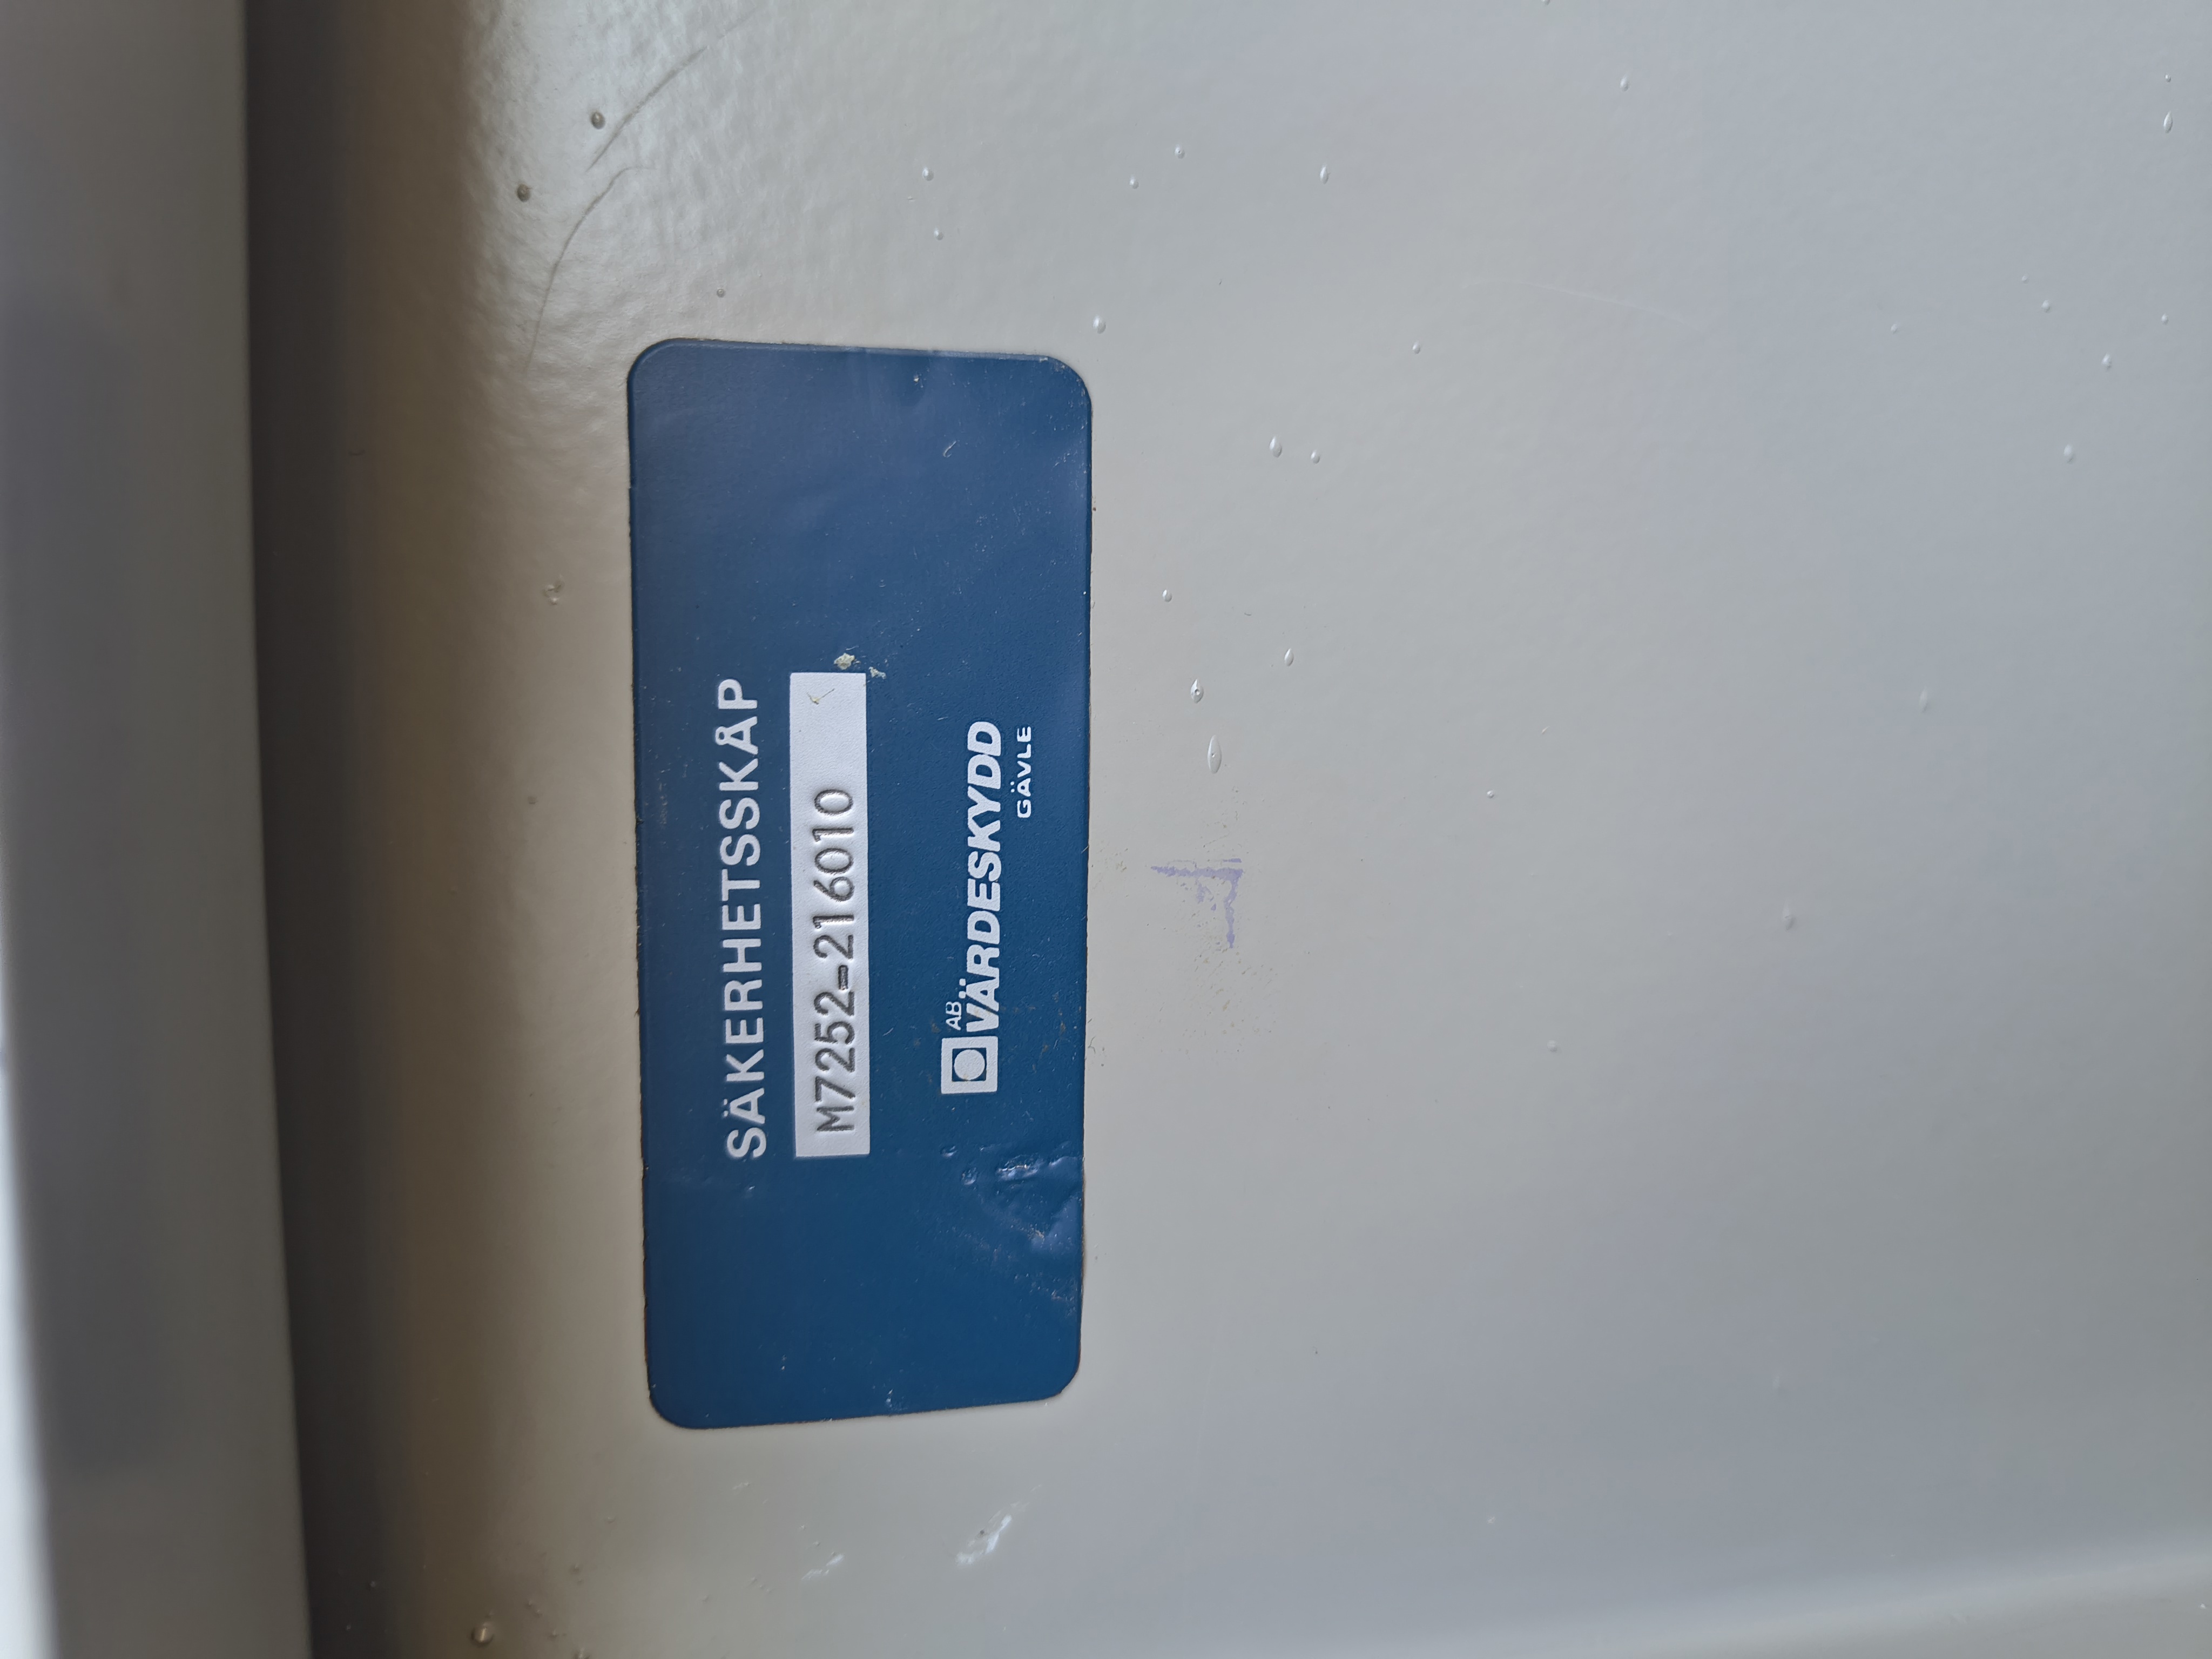 SÄKERHETSSKÅP
M7252-216010
AB
VÄRDESKYDD
GÄVLE